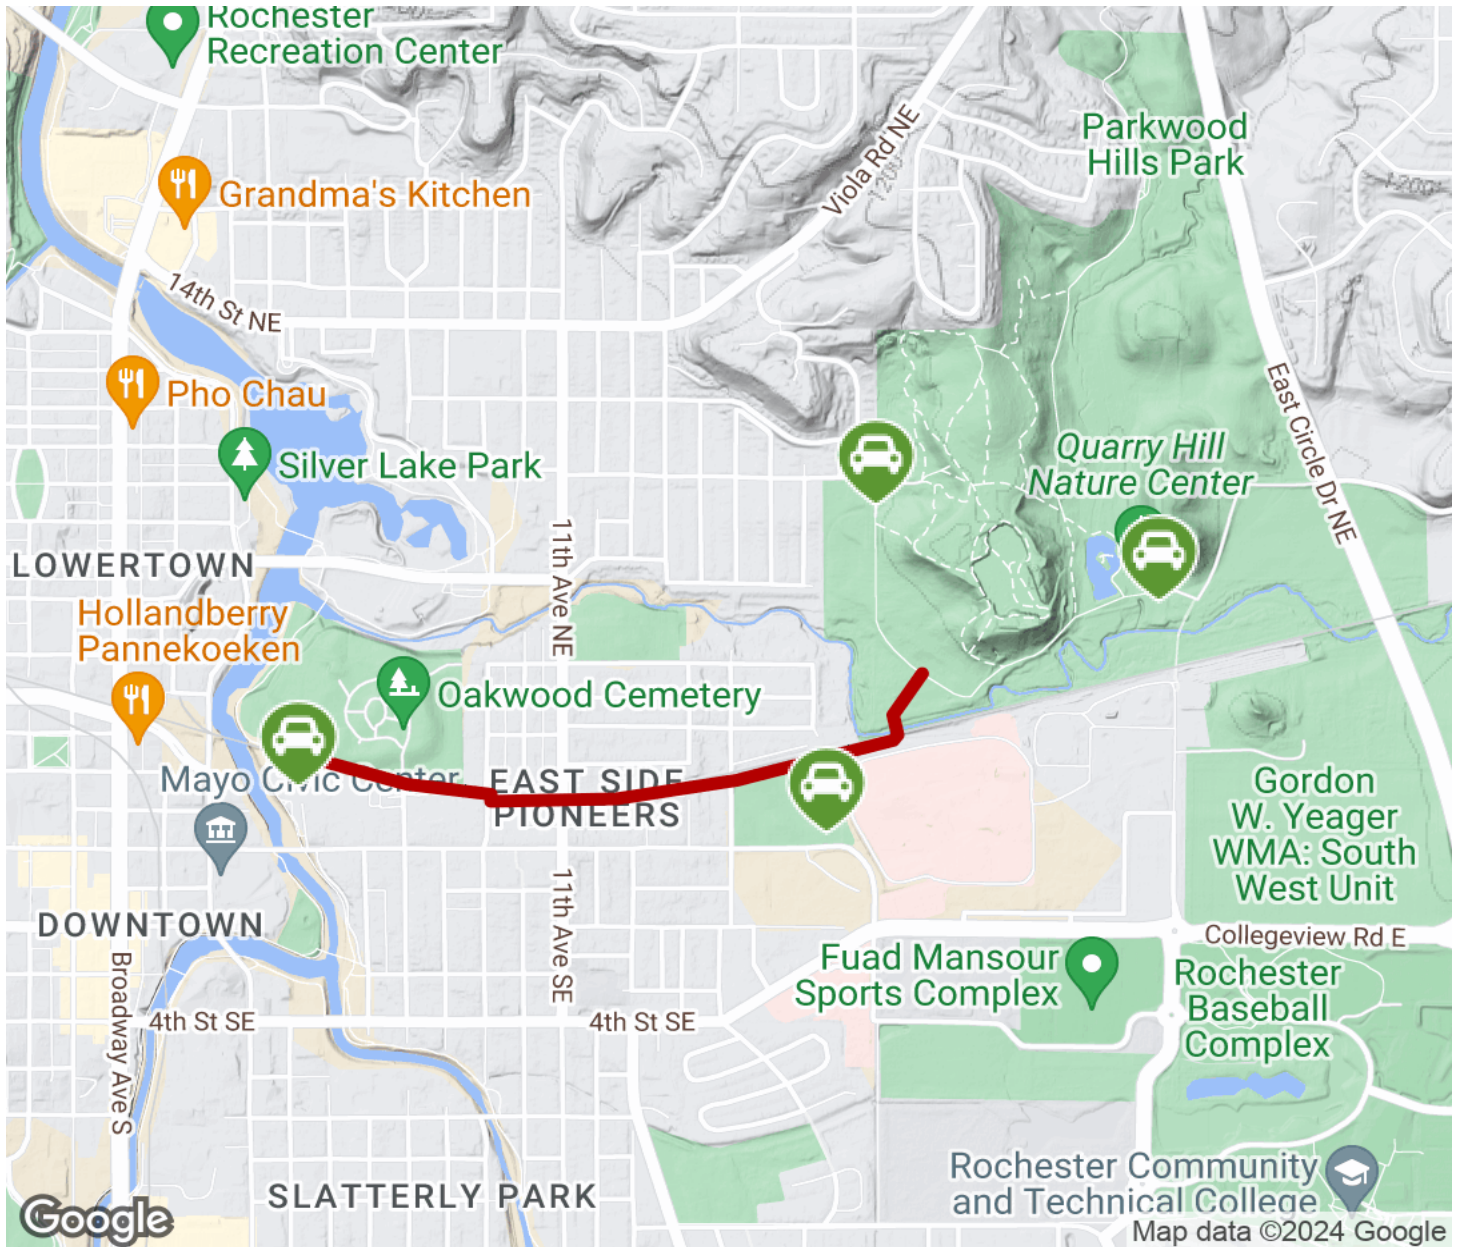 Rochester
Recreation Center
Parkwood
Hills Park
Viola Rd NE
1200
Grandma's Kitchen
14th St NE
Pho Chau
East Circle Dr NE
Silver Lake Park
Quarry Hill
Nature Center
11th Ave NE
LOWERTOWN
Hollandberry
Pannekoeken
Oakwood Cemetery
Mayo Civic Center
EAST SIDE
PIONEERS
Gordon
W. Yeager
WMA: South
West Unit
11th Ave SE
DOWNTOWN
Collegeview Rd E
Fuad Mansour
Sports Complex
Rochester
Baseball
Complex
Broadway Ave S
4th St SE
4th St SE
Rochester Community
and Technical College
SLATTERLY PARK
Google
Map data ©2024 Google